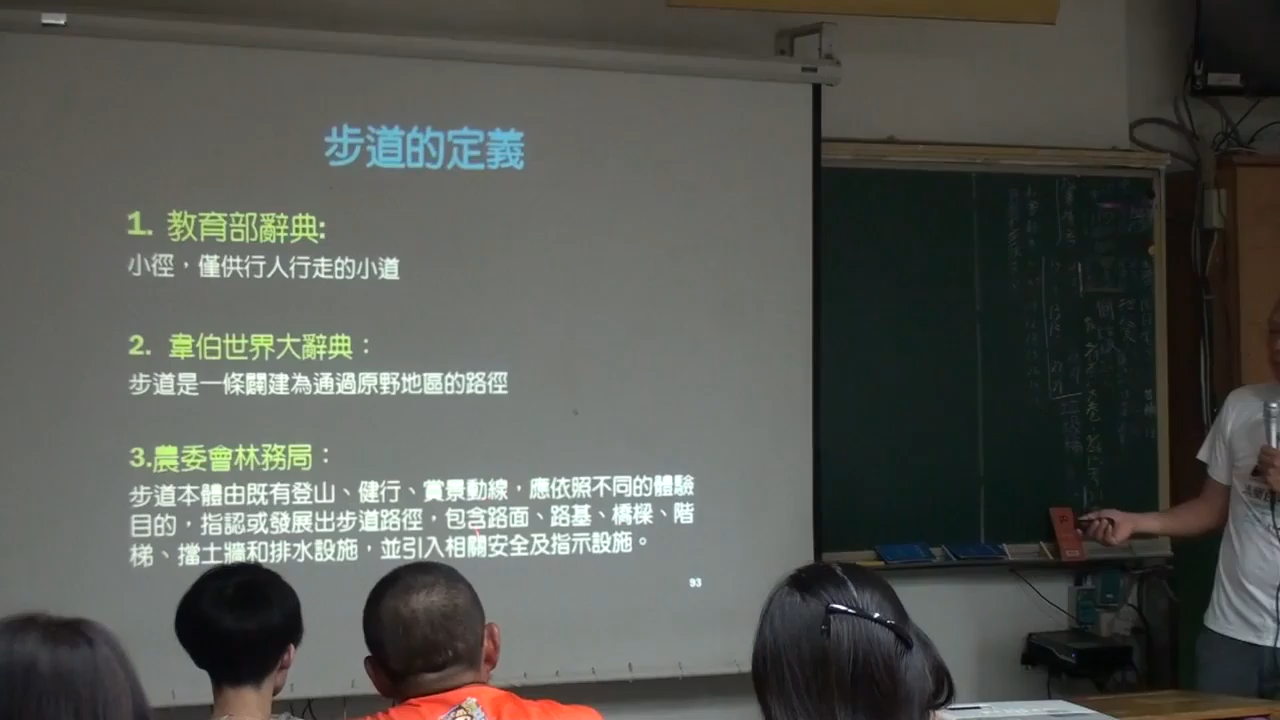 步道的定義
1. 教育部辭典:
小徑，僅供行人行走的小道
2. 韋伯世界大辭典：
步道是一條闢建為通過原野地區的路徑
3.農委會林務局：
步道本體由既有登山、健行、賞景動線，應依照不同的體驗
目的，指認或發展出步道路徑，包含路面、路基、橋樑、階
梯、擋土牆和排水設施，並引入相關安全及指示設施。
93